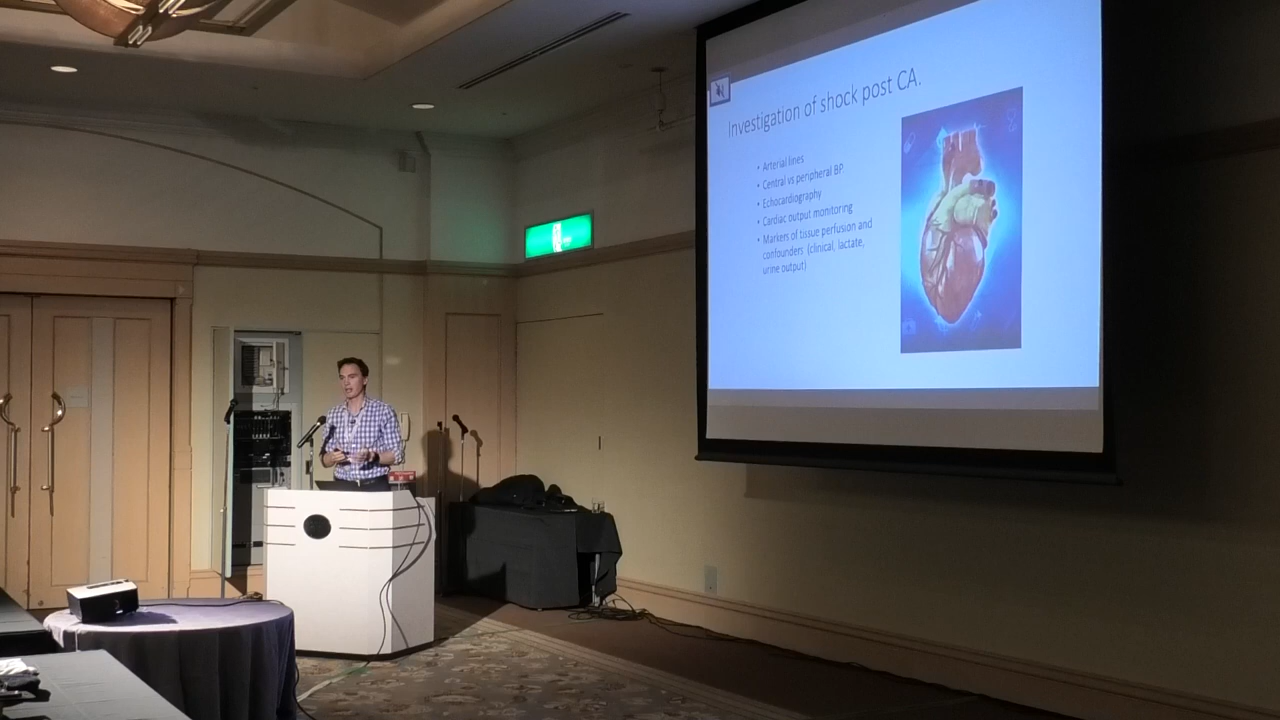 Investigation of shock post CA.
• Arterial lines
• Central vs peripheral BP
• Echocardiography
• Cardiac output monitoring
• Markers of tissue perfusion and
confounders (clinical, lactate,
urine output)